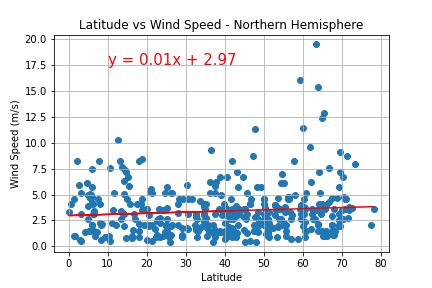 Latitude vs Wind Speed - Northern Hemisphere
y = 0.01x + 2.97
Wind Speed (m/s)
20.0
17.5
15.0
12.5
10.0
7.5
5.0
2.5
0.0
0 10 20 30 40 50 60 70 80
Latitude